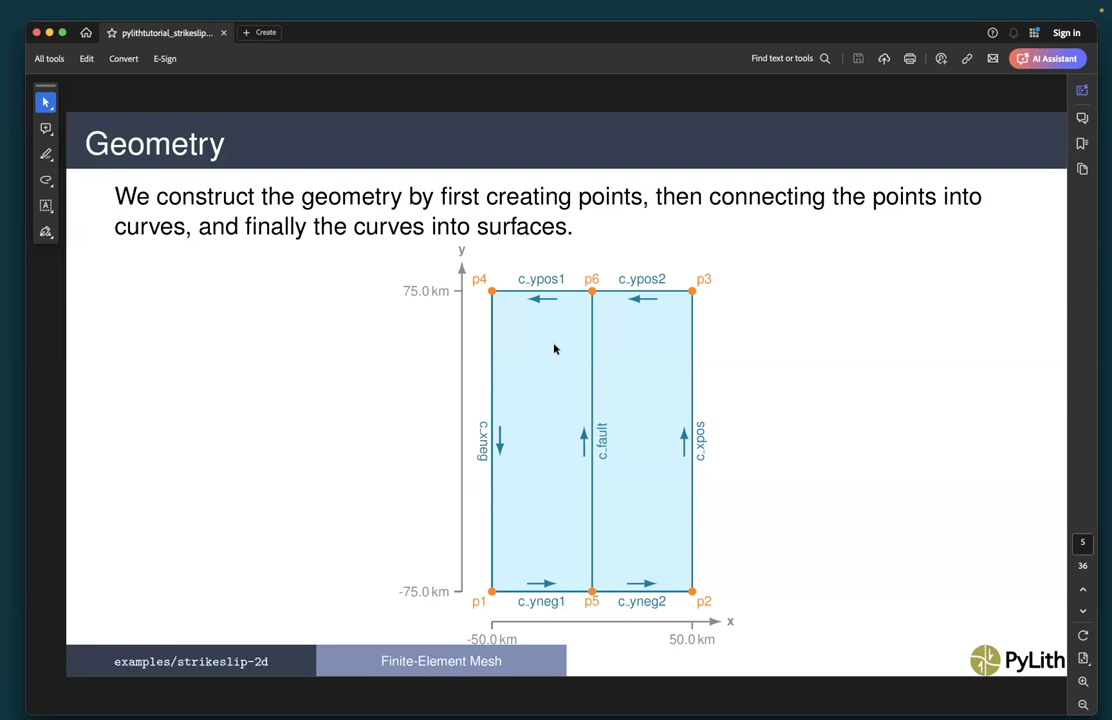 pylithtutorial_strikeslip...
Create
Sign in
All tools
Edit
Convert
E-Sign
Find text or tools
AI Assistant
Geometry
We construct the geometry by first creating points, then connecting the points into
curves, and finally the curves into surfaces.
y
p4
c_ypos1
p6
c_ypos2
p3
75.0 km
c_xneg
c_fault
c_xpos
-75.0 km
p1
c_yneg1
p5
c_yneg2
p2
x
-50.0 km
50.0 km
5
36
examples/strikeslip-2d
Finite-Element Mesh
PyLith